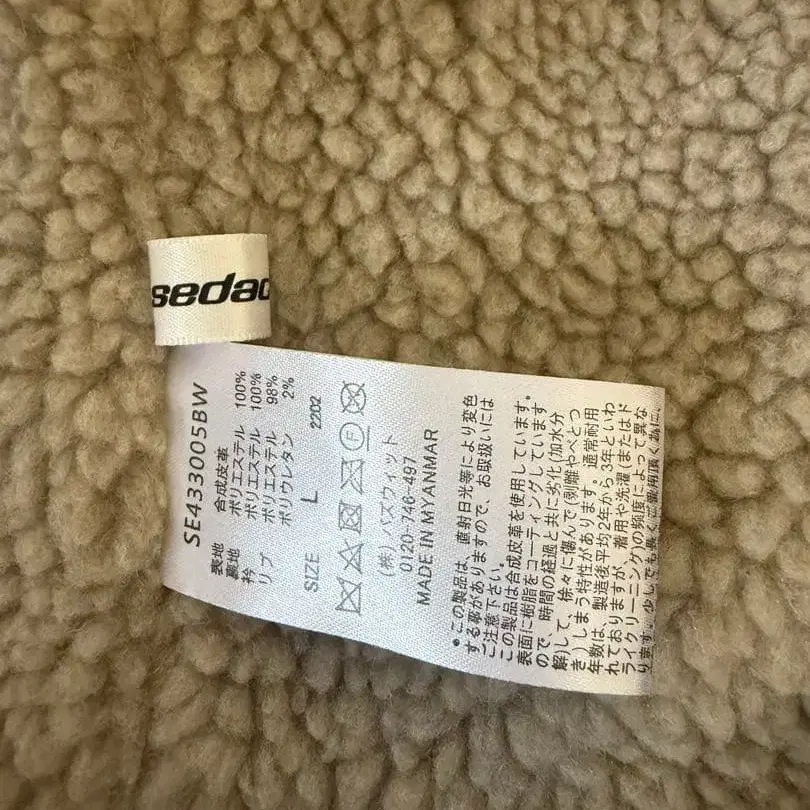 sedac
SE433005BW
表地 合成皮革
裏地 ポリエステル 100%
衿 ポリエステル 100%
リブ ポリエステル 98%
ポリウレタン 2%
SIZE L 2202
(株)バズウィット
0120-746-497
MADE IN MYANMAR
●この製品は、直射日光等により変色
する事がありますので、お取扱いには
ご注意下さい。
この製品は合成皮革を使用しています。
表面に樹脂をコーティングしています
ので、時間の経過と共に劣化(加水分
解)して、徐々に傷んで(剥離やべとつ
き)しまう特性があります。通常耐用
年数は、製造後平均2年から3年といわ
れておりますが、着用や洗濯(またはド
ライクリーニング)の頻度によって異な
ります。少しでも長くご着用頂く為に、